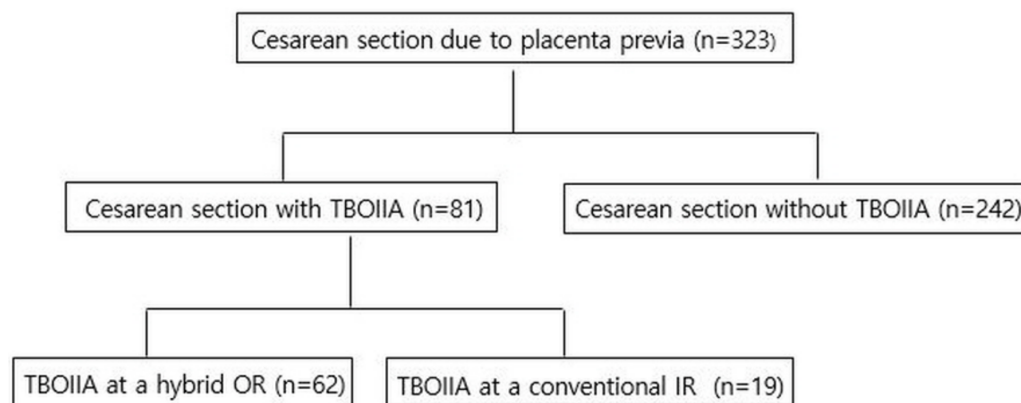 Cesarean section due to placenta previa (n=323)
Cesarean section with TBOIIA (n=81)
Cesarean section without TBOIIA (n=242)
TBOIIA at a hybrid OR (n=62)
TBOIIA at a conventional IR (n=19)